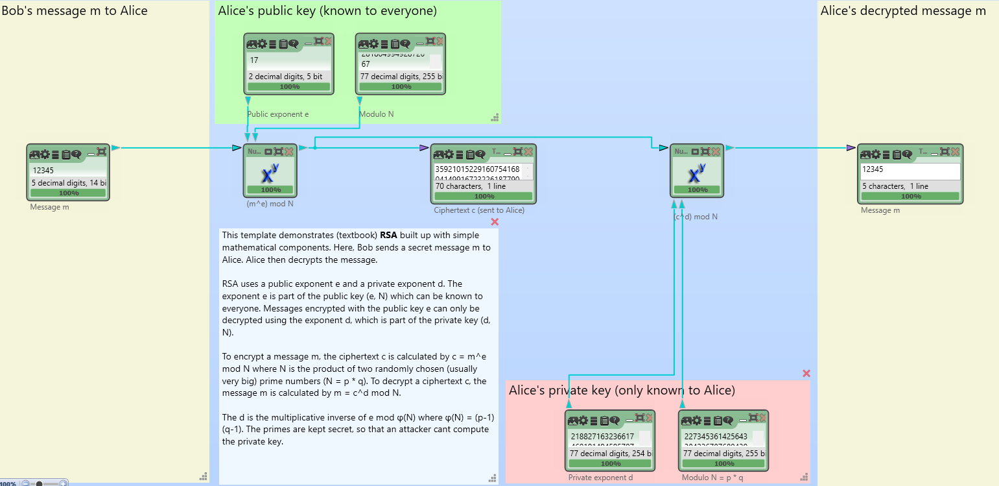 Bob's message m to Alice
Alice's public key (known to everyone)
Alice's decrypted message m
17
2 decimal digits, 5 bit
100%
Public exponent e
67
77 decimal digits, 255 bi
100%
Modulo N
12345
5 decimal digits, 14 bi
100%
Message m
Nu...
100%
(m^e) mod N
T...
35921015229160754168
70 characters, 1 line
100%
Ciphertext c (sent to Alice)
Nu...
100%
(c^d) mod N
T...
12345
5 characters, 1 line
100%
Message m
This template demonstrates (textbook) RSA built up with simple
mathematical components. Here, Bob sends a secret message m to
Alice. Alice then decrypts the message.
RSA uses a public exponent e and a private exponent d. The
exponent e is part of the public key (e, N) which can be known to
everyone. Messages encrypted with the public key e can only be
decrypted using the exponent d, which is part of the private key (d,
N).
To encrypt a message m, the ciphertext c is calculated by c = m^e
mod N where N is the product of two randomly chosen (usually
very big) prime numbers (N = p * q). To decrypt a ciphertext c, the
message m is calculated by m = c^d mod N.
The d is the multiplicative inverse of e mod φ(N) where φ(N) = (p-1)
(q-1). The primes are kept secret, so that an attacker cant compute
the private key.
Alice's private key (only known to Alice)
218827163236617
77 decimal digits, 254 bi
100%
Private exponent d
227345361425643
77 decimal digits, 255 bi
100%
Modulo N = p * q
100%